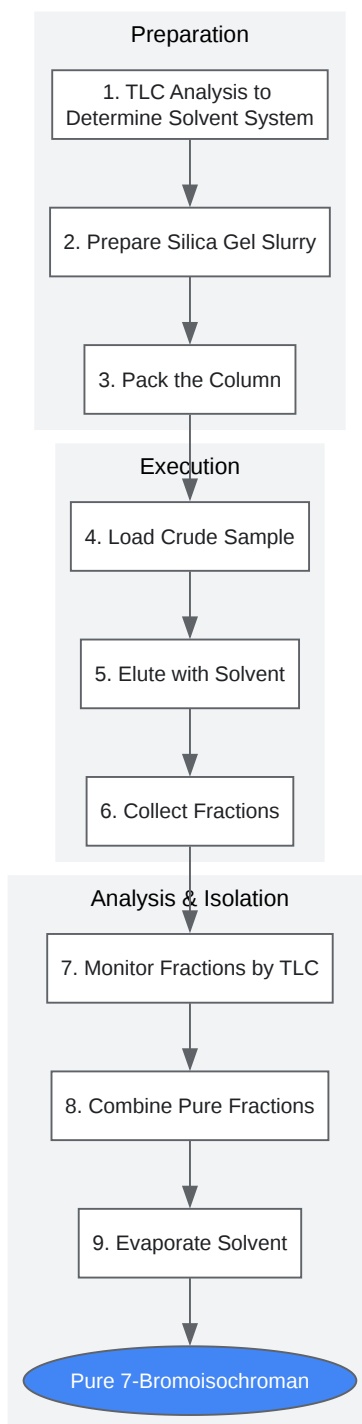 Preparation
1. TLC Analysis to
Determine Solvent System
2. Prepare Silica Gel Slurry
3. Pack the Column
Execution
4. Load Crude Sample
5. Elute with Solvent
6. Collect Fractions
Analysis & Isolation
7. Monitor Fractions by TLC
8. Combine Pure Fractions
9. Evaporate Solvent
Pure 7-Bromoisochroman